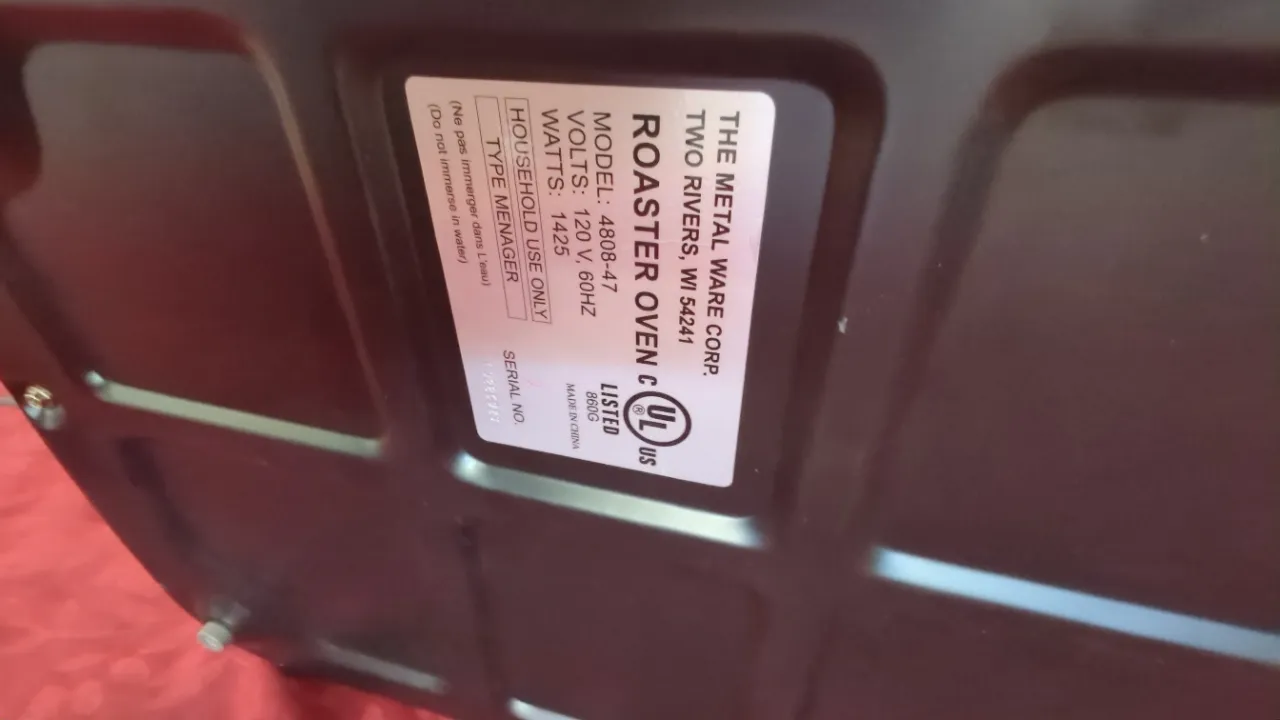 THE METAL WARE CORP.
TWO RIVERS, WI 54241
ROASTER OVEN
C UL US
®
LISTED
860G
MADE IN CHINA
MODEL: 4808-47
VOLTS: 120 V, 60HZ
WATTS: 1425
HOUSEHOLD USE ONLY
TYPE MENAGER
SERIAL NO.
(Ne pas immerger dans L'eau)
(Do not immerse in water)